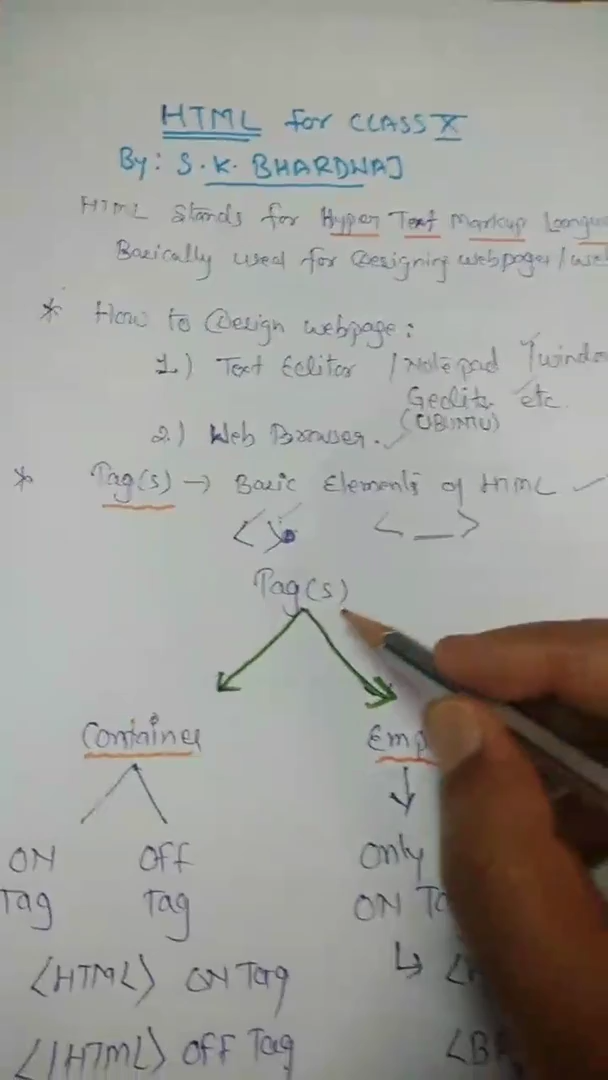 HTML for CLASS X
By: S.K. BHARDWAJ
HTML Stands for Hyper Text Markup
Basically used for Designing webpages /
* How to Design webpage:
1.) Text Editor / Notepad
Gedit etc.
(UBUNTU)
2.) Web Browser.
* Tag(s) → Basic Elements of HTML
< > < _ >
Tag(s)
Container
ON Off Only
Tag Tag ON
<HTML> ON Tag
</HTML> OFF Tag